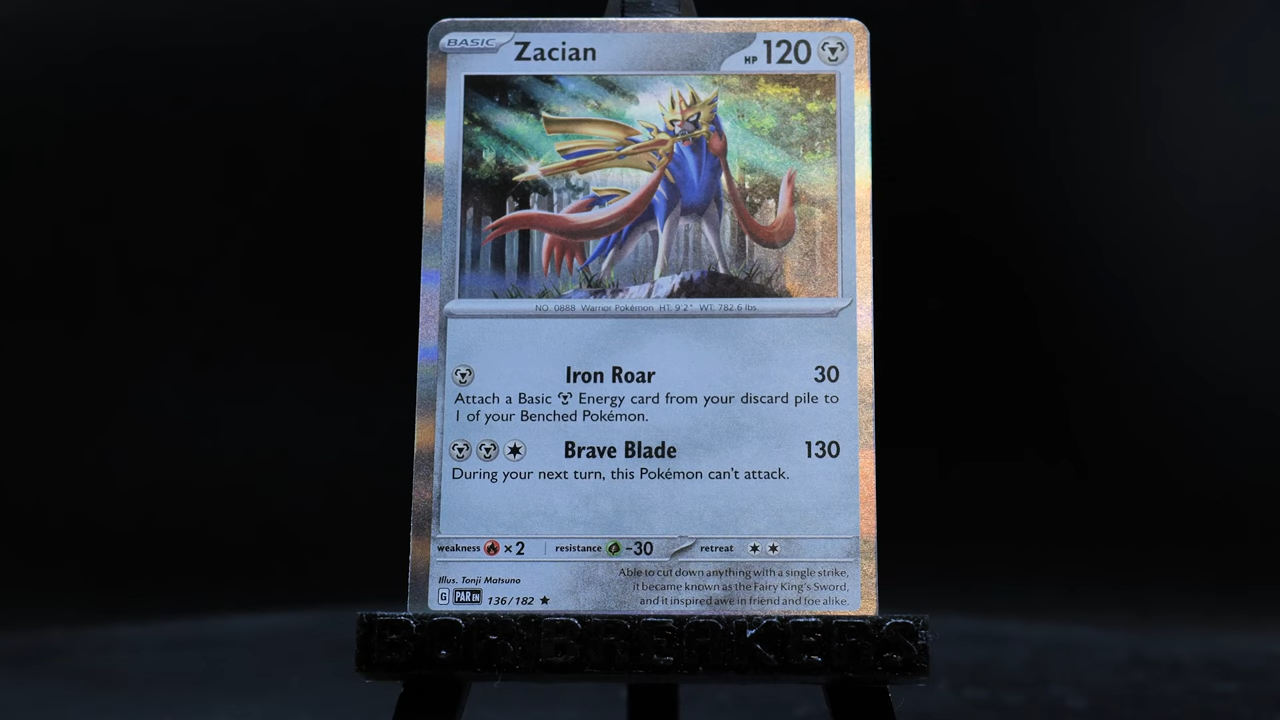 BASIC Zacian HP 120
NO. 0888 Warrior Pokémon HT: 9'2" WT: 782.6 lbs.
Iron Roar 30
Attach a Basic Energy card from your discard pile to
1 of your Benched Pokémon.
Brave Blade 130
During your next turn, this Pokémon can't attack.
weakness ×2 resistance -30 retreat
Illus. Tonji Matsuno
G PAR EN 136/182
Able to cut down anything with a single strike,
it became known as the Fairy King's Sword,
and it inspired awe in friend and foe alike.
BOR BREAKERS